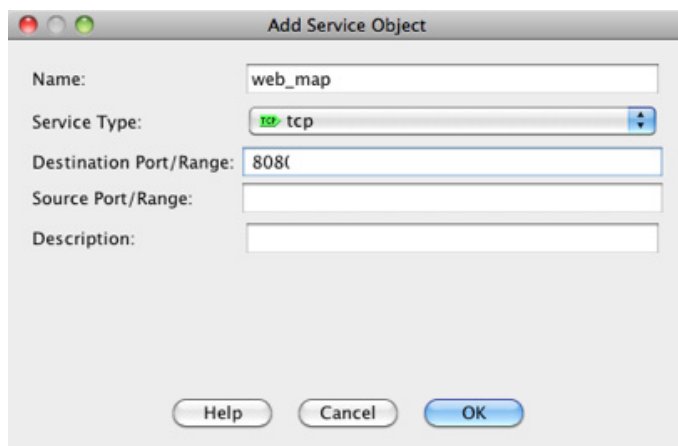 Add Service Object
Name: web_map
Service Type: TCP tcp
Destination Port/Range: 8080
Source Port/Range:
Description:
Help Cancel OK